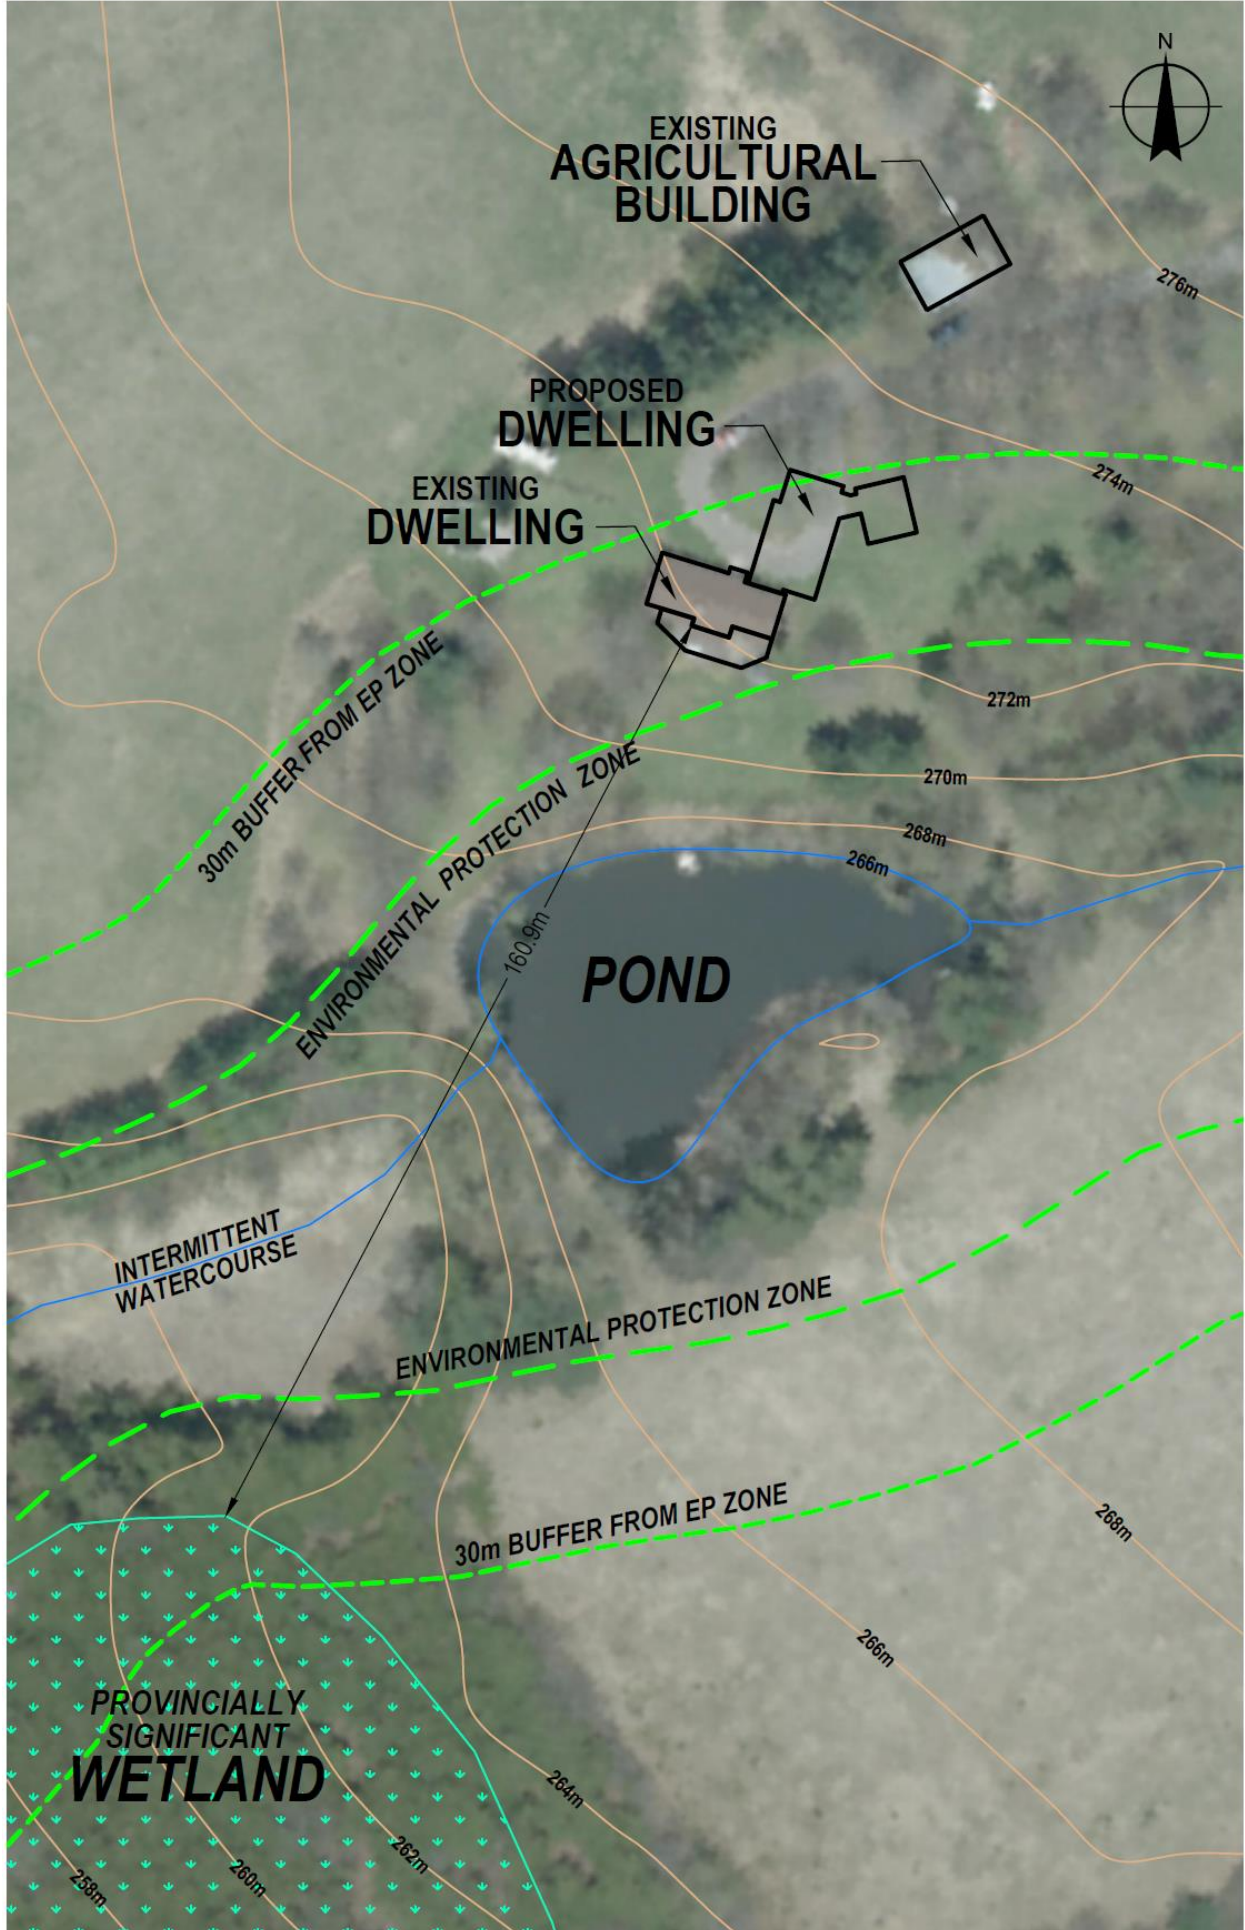 N
EXISTING
AGRICULTURAL
BUILDING
276m
PROPOSED
DWELLING
274m
EXISTING
DWELLING
30m BUFFER FROM EP ZONE
272m
ENVIRONMENTAL PROTECTION ZONE
270m
268m
266m
160.9m
POND
INTERMITTENT
WATERCOURSE
ENVIRONMENTAL PROTECTION ZONE
30m BUFFER FROM EP ZONE
268m
266m
PROVINCIALLY
SIGNIFICANT
WETLAND
264m
262m
260m
258m